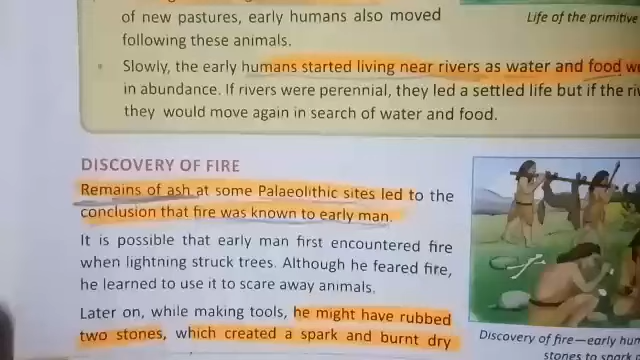 of new pastures, early humans also moved
following these animals.
Life of the primitive
• Slowly, the early humans started living near rivers as water and food
in abundance. If rivers were perennial, they led a settled life but if the
they would move again in search of water and food.
DISCOVERY OF FIRE
Remains of ash at some Palaeolithic sites led to the
conclusion that fire was known to early man.
It is possible that early man first encountered fire
when lightning struck trees. Although he feared fire,
he learned to use it to scare away animals.
Later on, while making tools, he might have rubbed
two stones, which created a spark and burnt dry
Discovery of fire—early
stones to spark